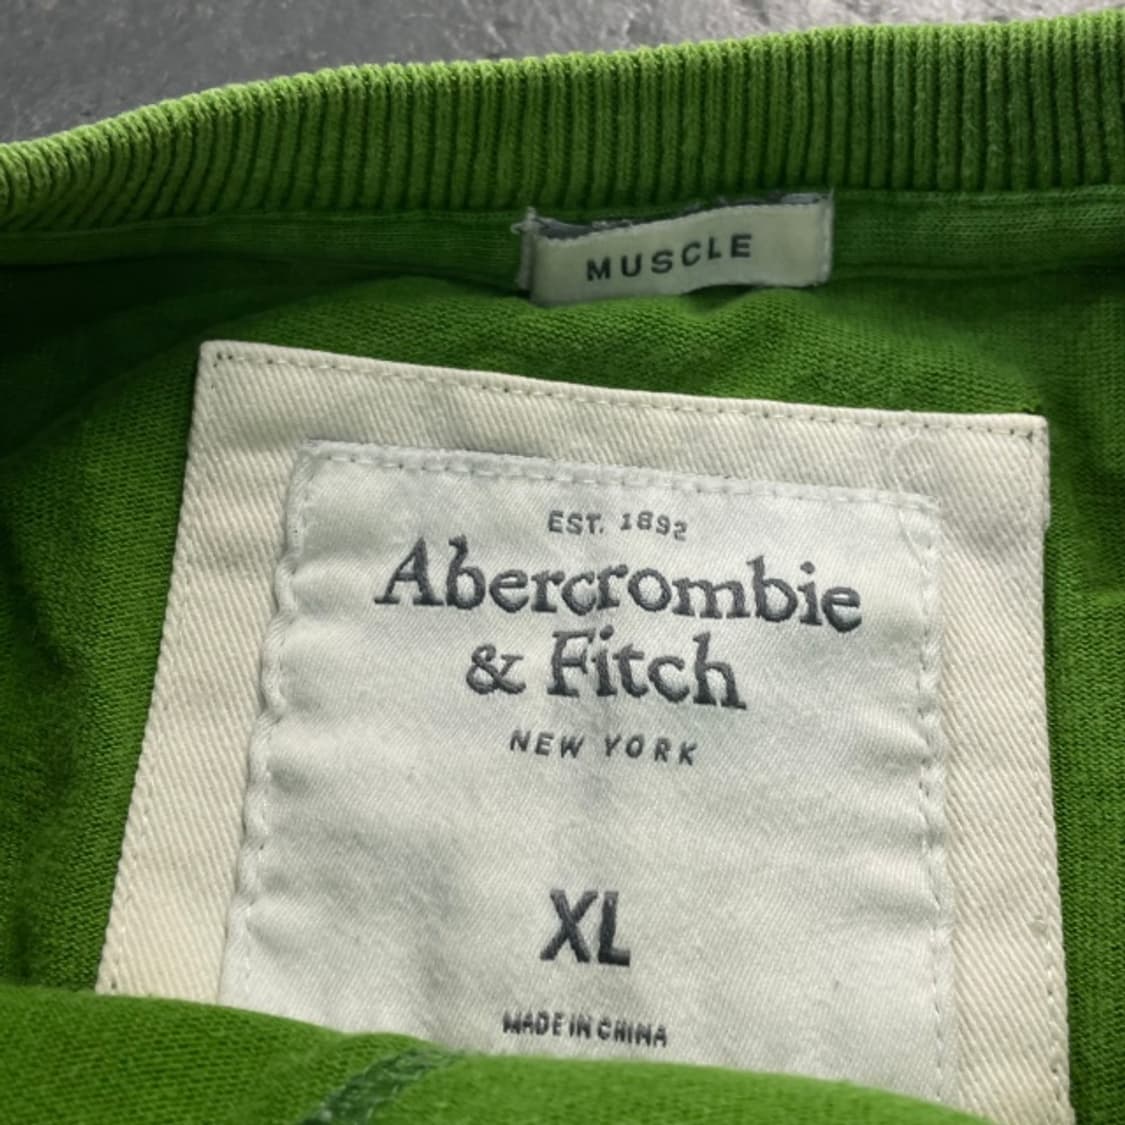 MUSCLE
EST. 1892
Abercrombie
& Fitch
NEW YORK
XL
MADE IN CHINA